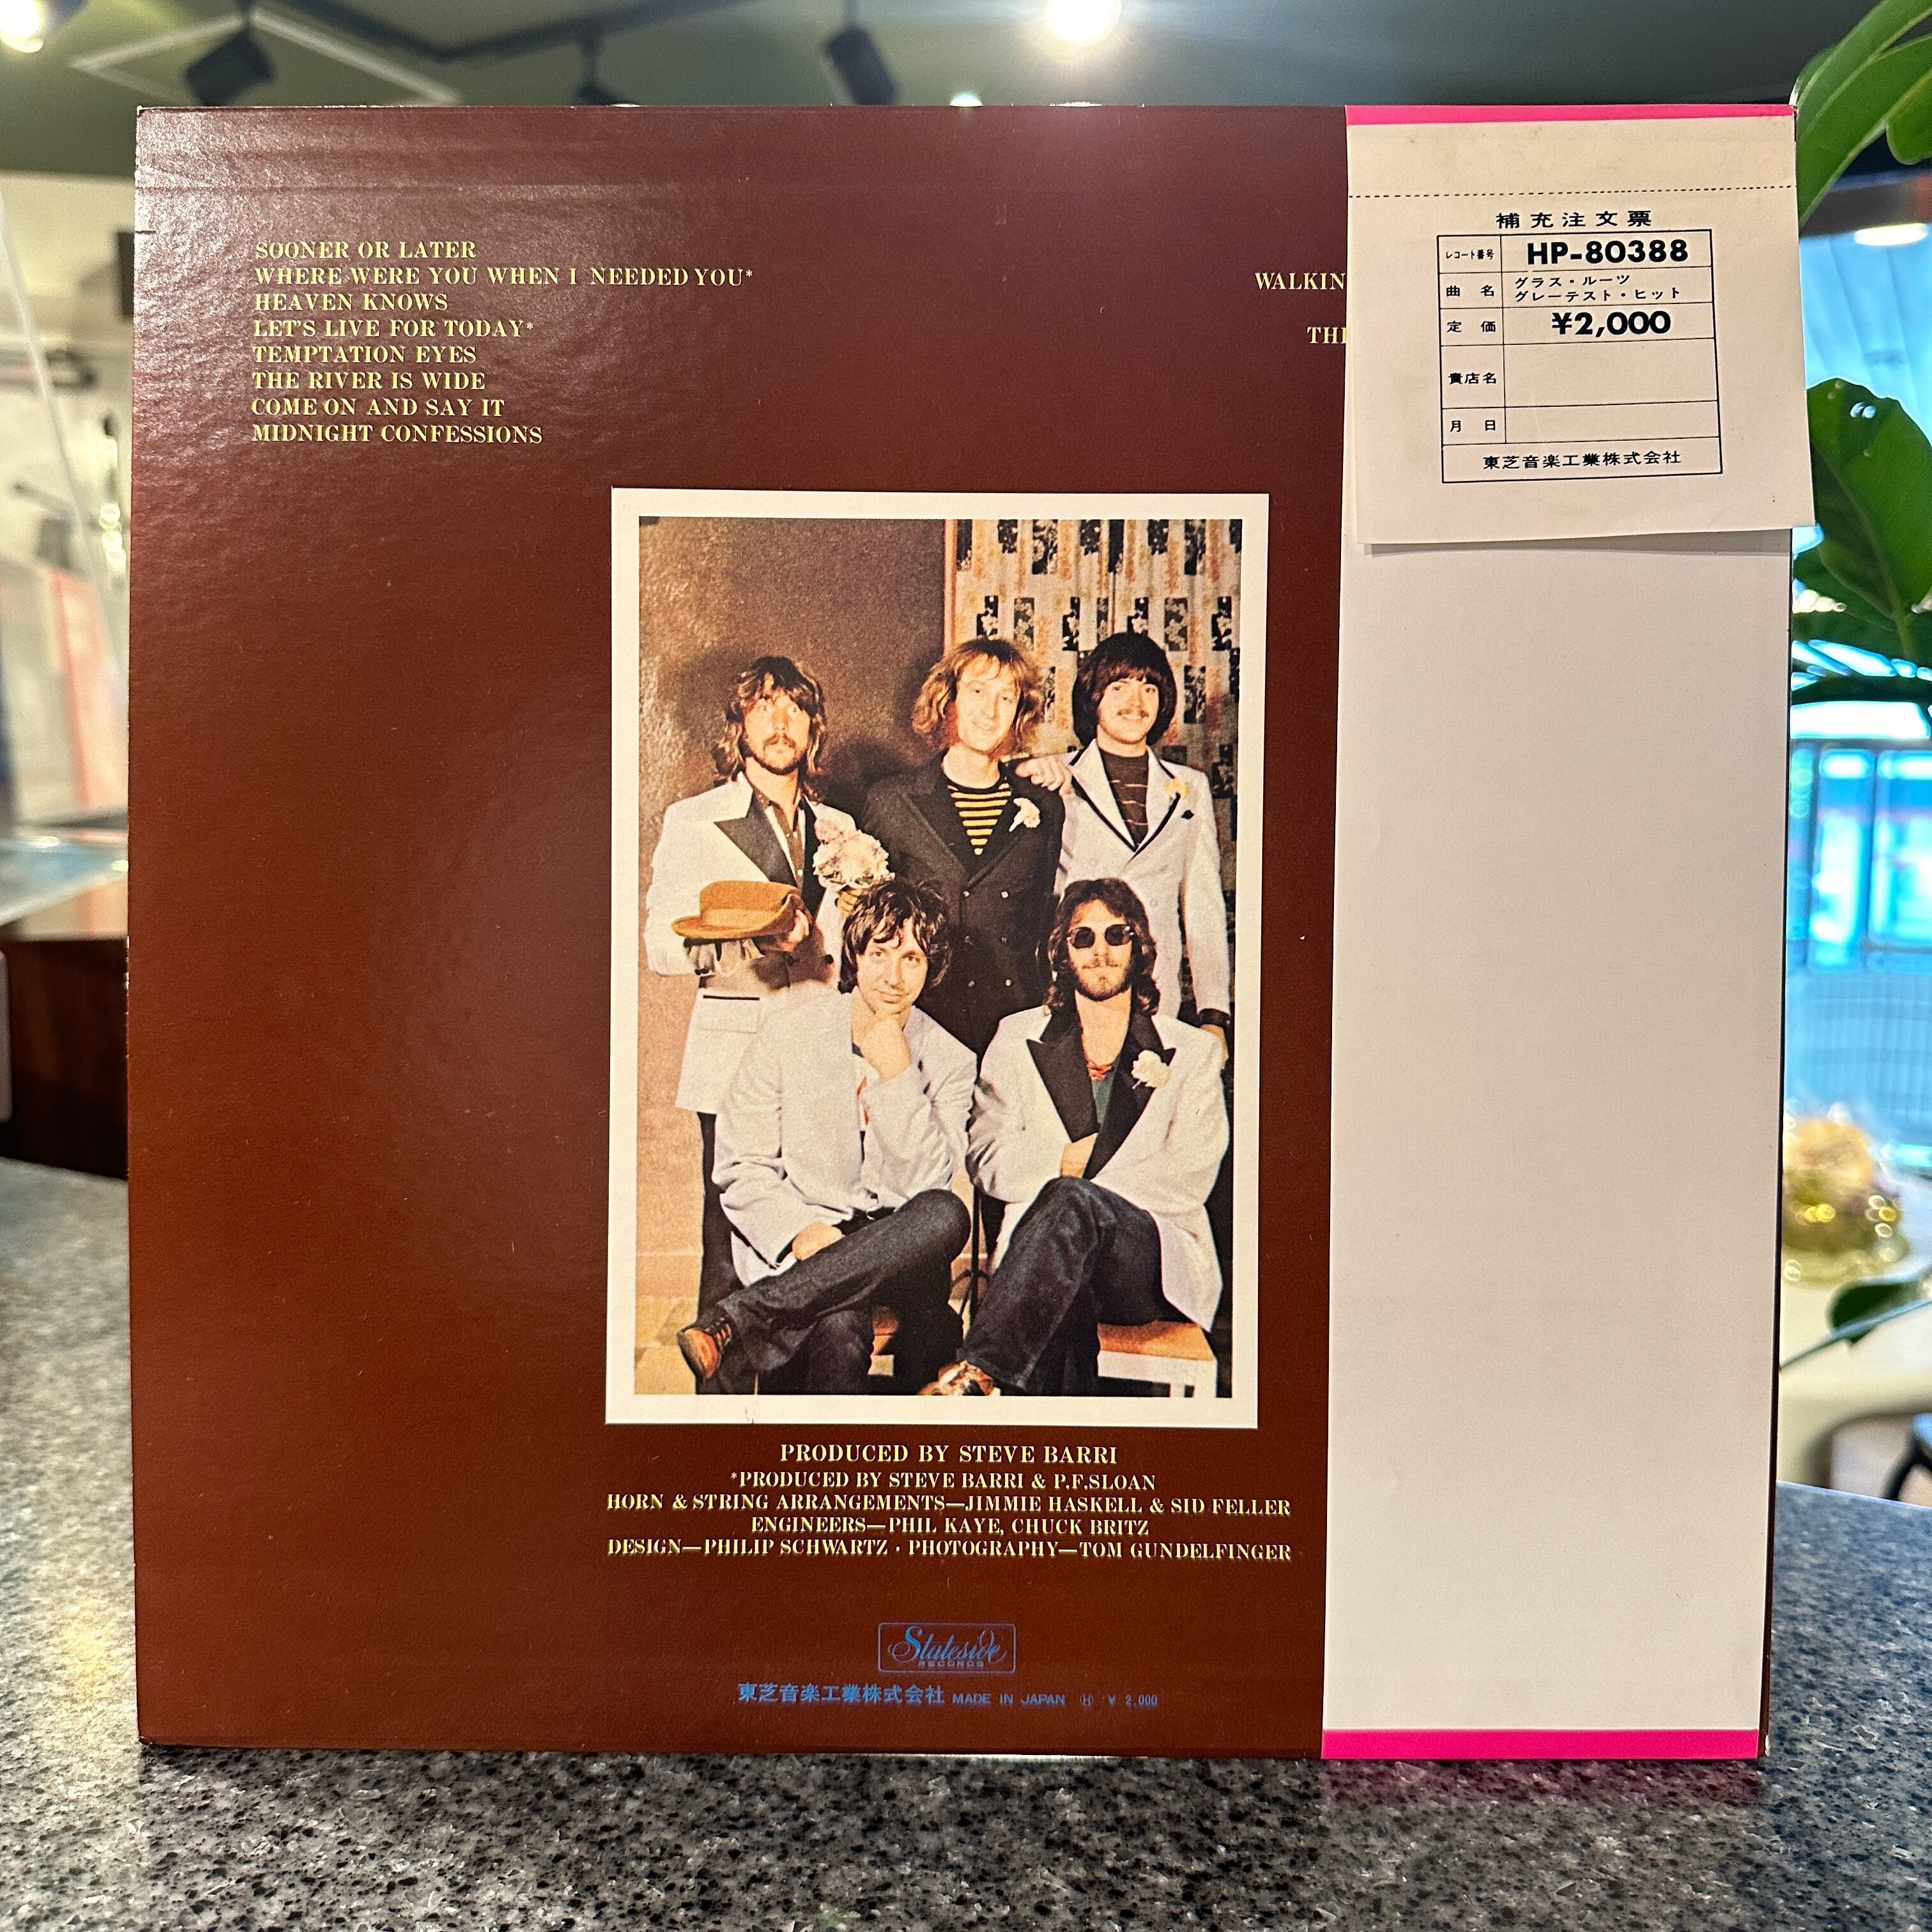 SOONER OR LATER
WHERE WERE YOU WHEN I NEEDED YOU*
HEAVEN KNOWS
LET'S LIVE FOR TODAY*
TEMPTATION EYES
THE RIVER IS WIDE
COME ON AND SAY IT
MIDNIGHT CONFESSIONS
WALKIN
TH
補充注文票
レコード番号 HP-80388
曲名 グラス・ルーツ
グレーテスト・ヒット
定価 ¥2,000
貴店名
月日
東芝音楽工業株式会社
PRODUCED BY STEVE BARRI
*PRODUCED BY STEVE BARRI & P.F.SLOAN
HORN & STRING ARRANGEMENTS—JIMMIE HASKELL & SID FELLER
ENGINEERS—PHIL KAYE, CHUCK BRITZ
DESIGN—PHILIP SCHWARTZ · PHOTOGRAPHY—TOM GUNDELFINGER
Stateside
RECORDS
東芝音楽工業株式会社 MADE IN JAPAN Ⓗ ¥ 2,000